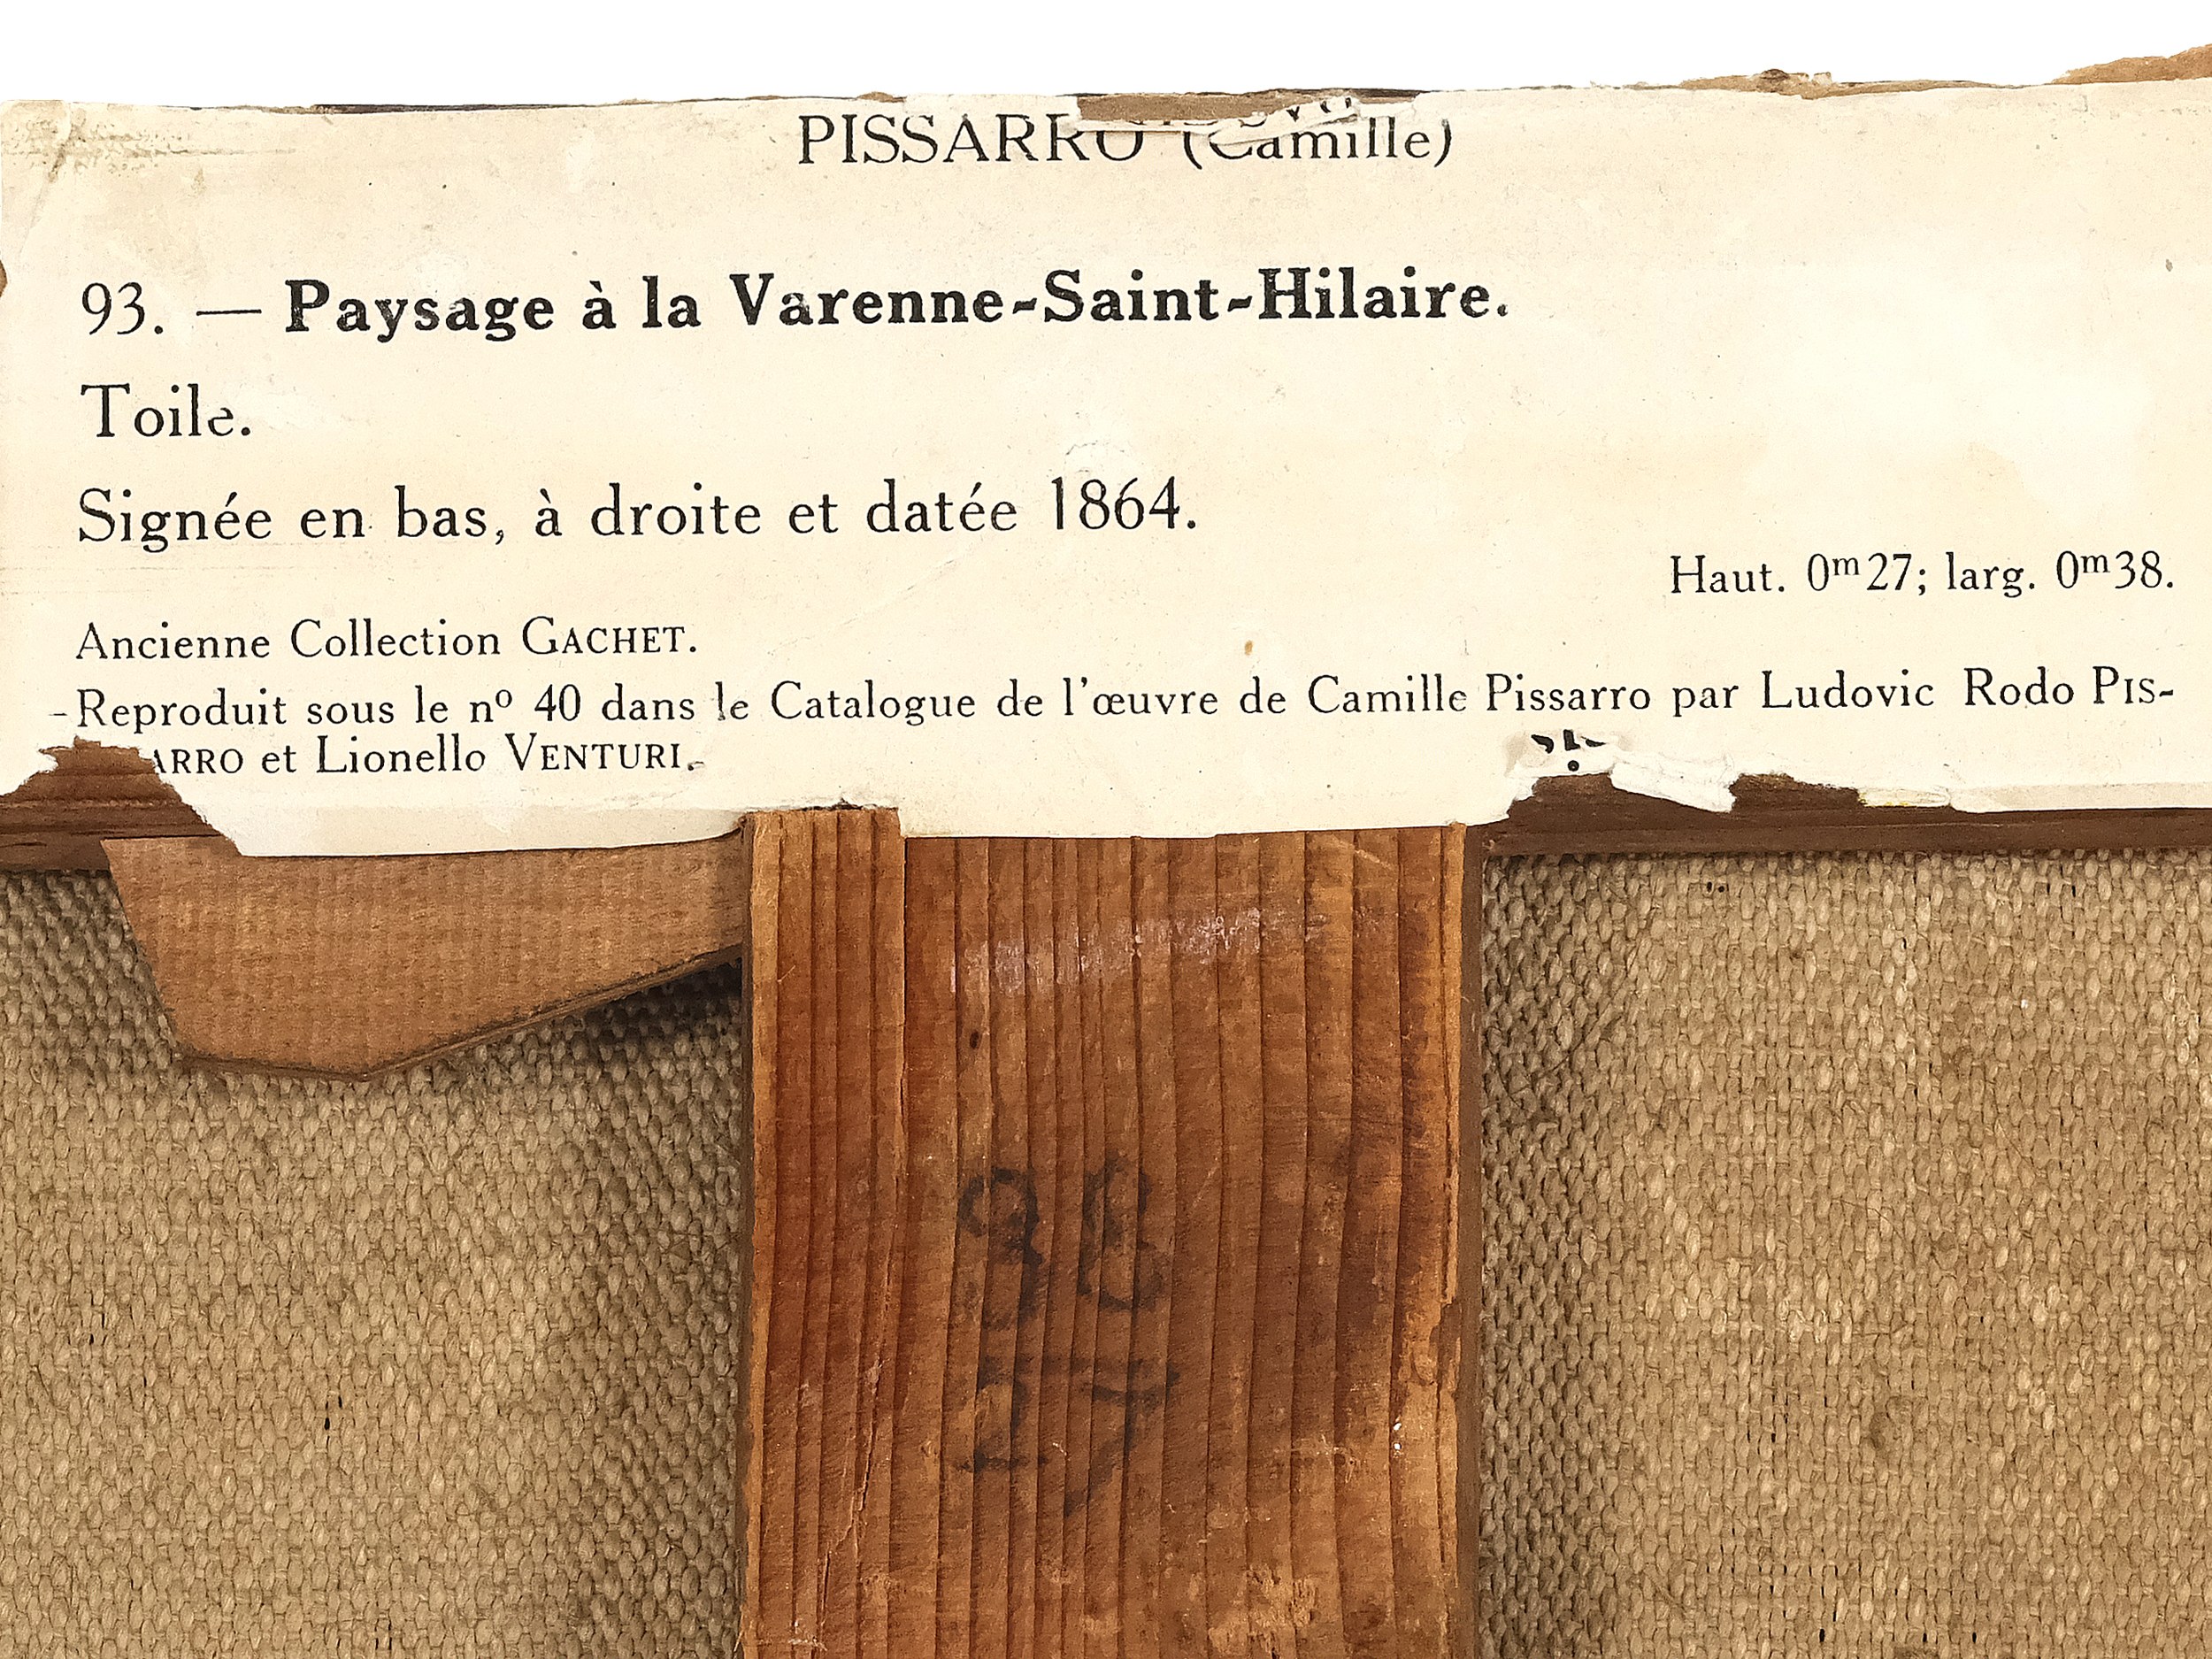 PISSARRO (Camille)
93. — Paysage à la Varenne-Saint-Hilaire.
Toile.
Signée en bas, à droite et datée 1864.
Haut. 0m27; larg. 0m38.
Ancienne Collection GACHET.
-Reproduit sous le nº 40 dans le Catalogue de l'œuvre de Camille Pissarro par Ludovic Rodo PIS-
ARRO et Lionello VENTURI.-
38
27